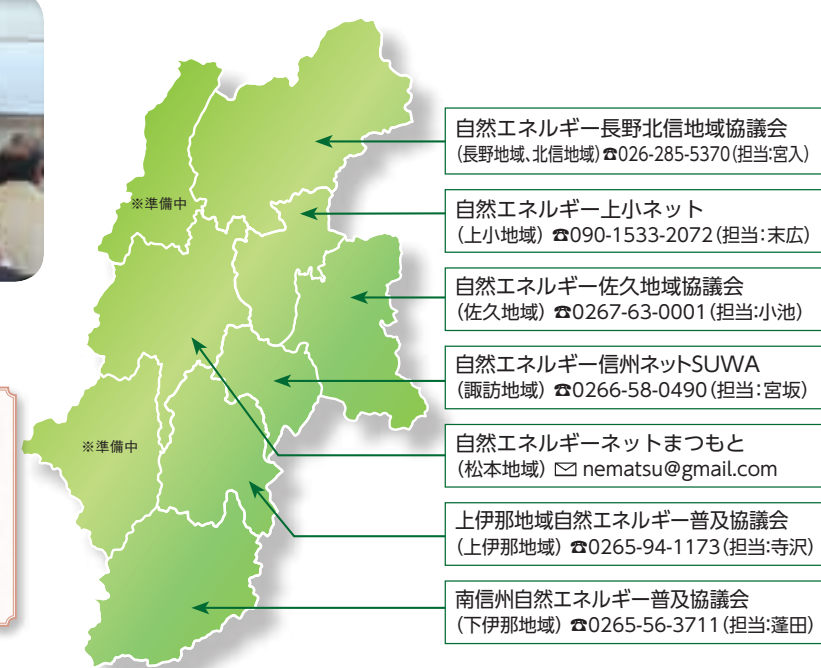 自然エネルギー長野北信地域協議会
(長野地域、北信地域)☎026-285-5370(担当:宮入)
※準備中
自然エネルギー上小ネット
(上小地域) ☎090-1533-2072(担当:末広)
自然エネルギー佐久地域協議会
(佐久地域) ☎0267-63-0001(担当:小池)
自然エネルギー信州ネットSUWA
(諏訪地域) ☎0266-58-0490(担当:宮坂)
※準備中
自然エネルギーネットまつもと
(松本地域) ✉ nematsu@gmail.com
上伊那地域自然エネルギー普及協議会
(上伊那地域) ☎0265-94-1173(担当:寺沢)
南信州自然エネルギー普及協議会
(下伊那地域) ☎0265-56-3711(担当:蓬田)